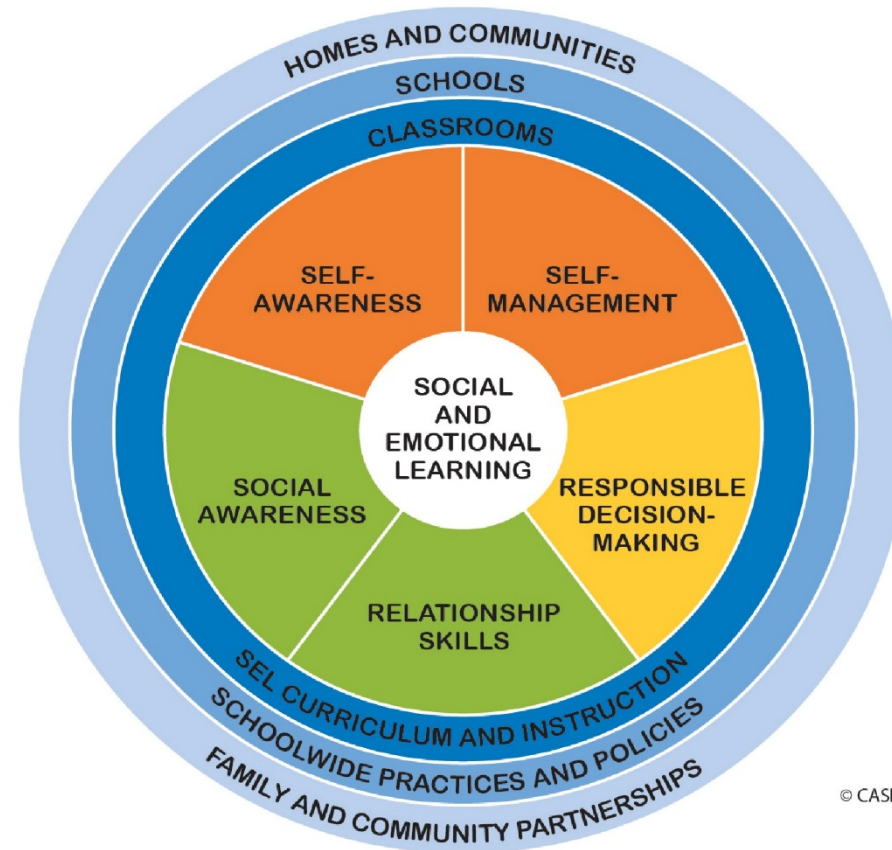 HOMES AND COMMUNITIES
SCHOOLS
CLASSROOMS
SELF-
AWARENESS
SELF-
MANAGEMENT
SOCIAL
AND
EMOTIONAL
LEARNING
SOCIAL
AWARENESS
RESPONSIBLE
DECISION-
MAKING
RELATIONSHIP
SKILLS
SEL CURRICULUM AND INSTRUCTION
SCHOOLWIDE PRACTICES AND POLICIES
FAMILY AND COMMUNITY PARTNERSHIPS
©